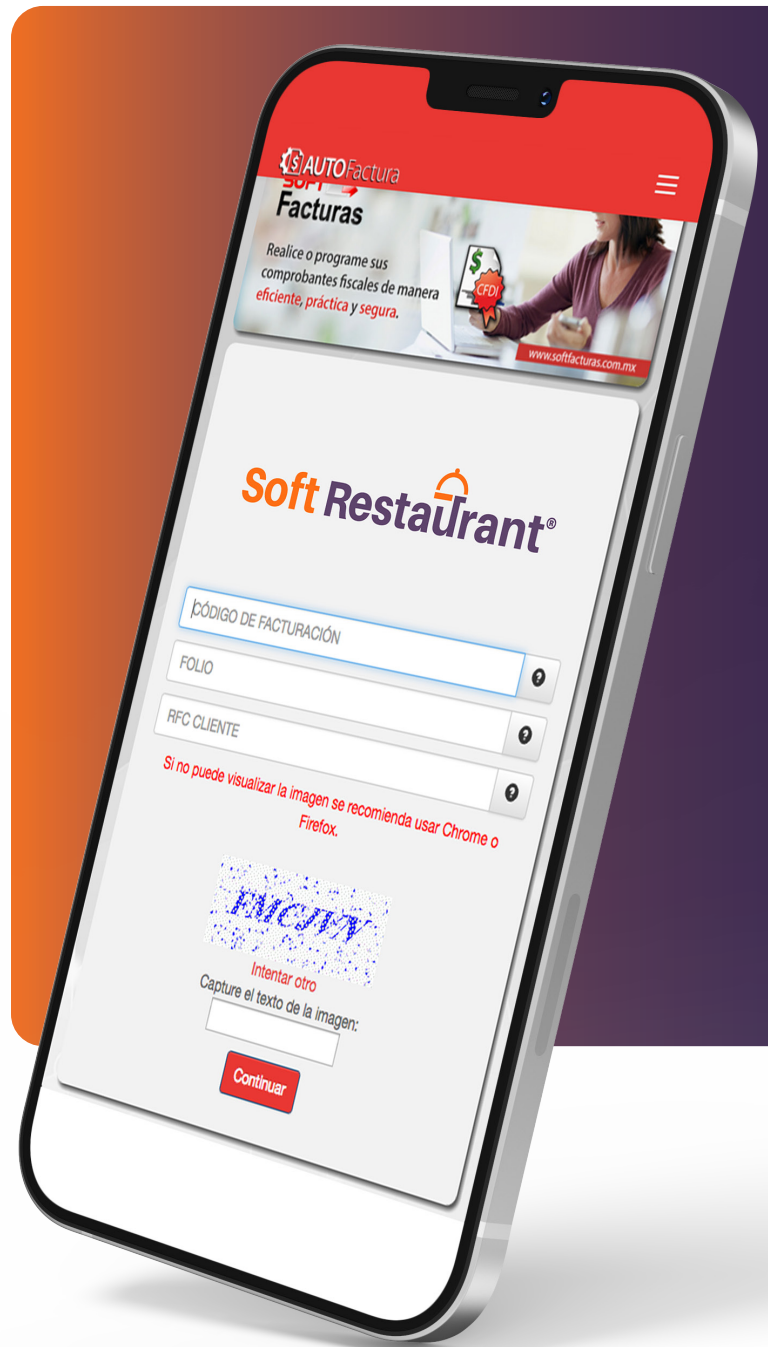 AUTOFactura
SOFT
Facturas
Realice o programe sus
comprobantes fiscales de manera
eficiente, práctica y segura.
$
CFDI
www.softfacturas.com.mx
Soft Restaurant®
CÓDIGO DE FACTURACIÓN
FOLIO
RFC CLIENTE
Si no puede visualizar la imagen se recomienda usar Chrome o
Firefox.
FMCJVN
Intentar otro
Capture el texto de la imagen:
Continuar